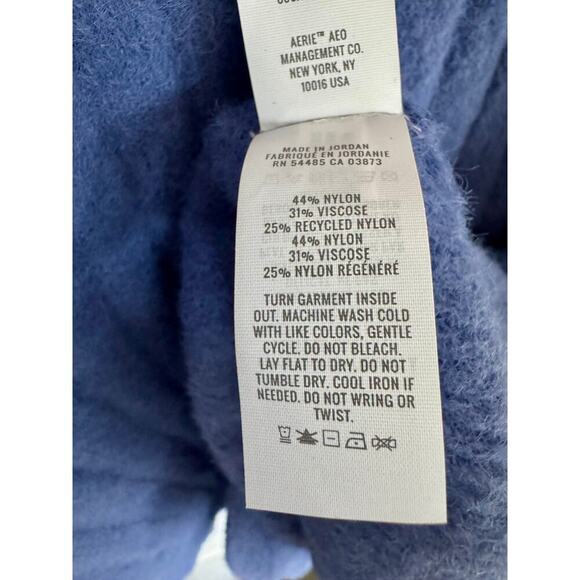 AERIE™ AEO
MANAGEMENT CO.
NEW YORK, NY
10016 USA
MADE IN JORDAN
FABRIQUÉ EN JORDANIE
RN 54485 CA 03873
44% NYLON
31% VISCOSE
25% RECYCLED NYLON
44% NYLON
31% VISCOSE
25% NYLON RÉGÉNÉRÉ
TURN GARMENT INSIDE
OUT. MACHINE WASH COLD
WITH LIKE COLORS, GENTLE
CYCLE. DO NOT BLEACH.
LAY FLAT TO DRY. DO NOT
TUMBLE DRY. COOL IRON IF
NEEDED. DO NOT WRING OR
TWIST.